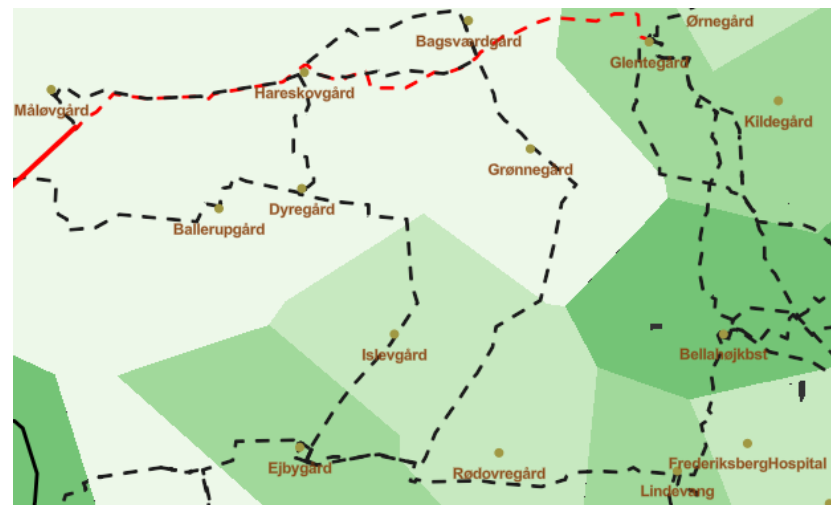 Ørnegård
Bagsværdgård
Glentegård
Hareskovgård
Måløvgård
Kildegård
Grønnegård
Dyregård
Ballerupgård
Islevgård
Bellahøjkbst
Ejbygård
Rødovregård
FrederiksbergHospital
Lindevang